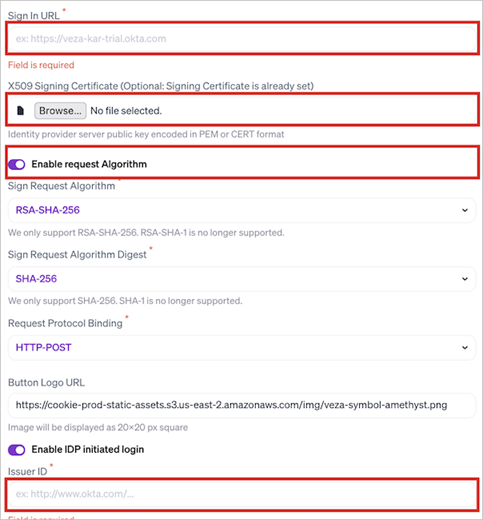 Sign In URL *
ex: https://veza-kar-trial.okta.com
Field is required
X509 Signing Certificate (Optional: Signing Certificate is already set)
Browse... No file selected.
Identity provider server public key encoded in PEM or CERT format
Enable request Algorithm
Sign Request Algorithm
RSA-SHA-256
We only support RSA-SHA-256. RSA-SHA-1 is no longer supported.
Sign Request Algorithm Digest *
SHA-256
We only support SHA-256. SHA-1 is no longer supported.
Request Protocol Binding *
HTTP-POST
Button Logo URL
https://cookie-prod-static-assets.s3.us-east-2.amazonaws.com/img/veza-symbol-amethyst.png
Image will be displayed as 20x20 px square
Enable IDP initiated login
Issuer ID *
ex: http://www.okta.com/...
Field is required